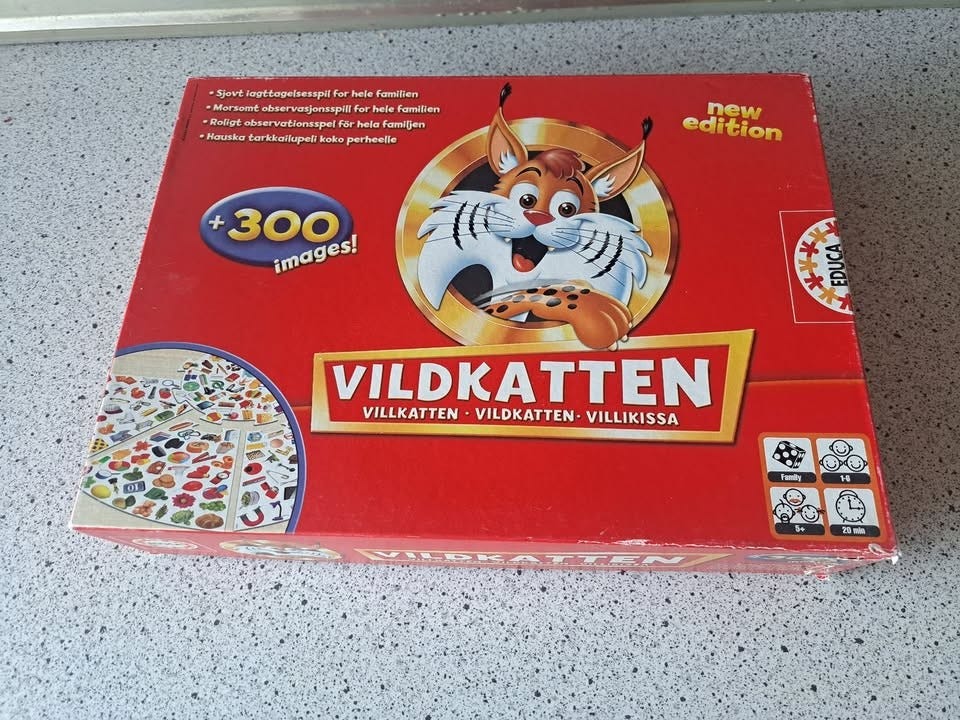 • Sjovt iagttagelsesspil for hele familien
• Morsomt observasjonsspill for hele familien
• Roligt observationsspel för hela familjen
• Hauska tarkkailupeli koko perheelle
new
edition
+300
images!
EDUCA
VILDKATTEN
VILLKATTEN · VILDKATTEN · VILLIKISSA
Family
1-6
5+
20 min
VILDKATTEN